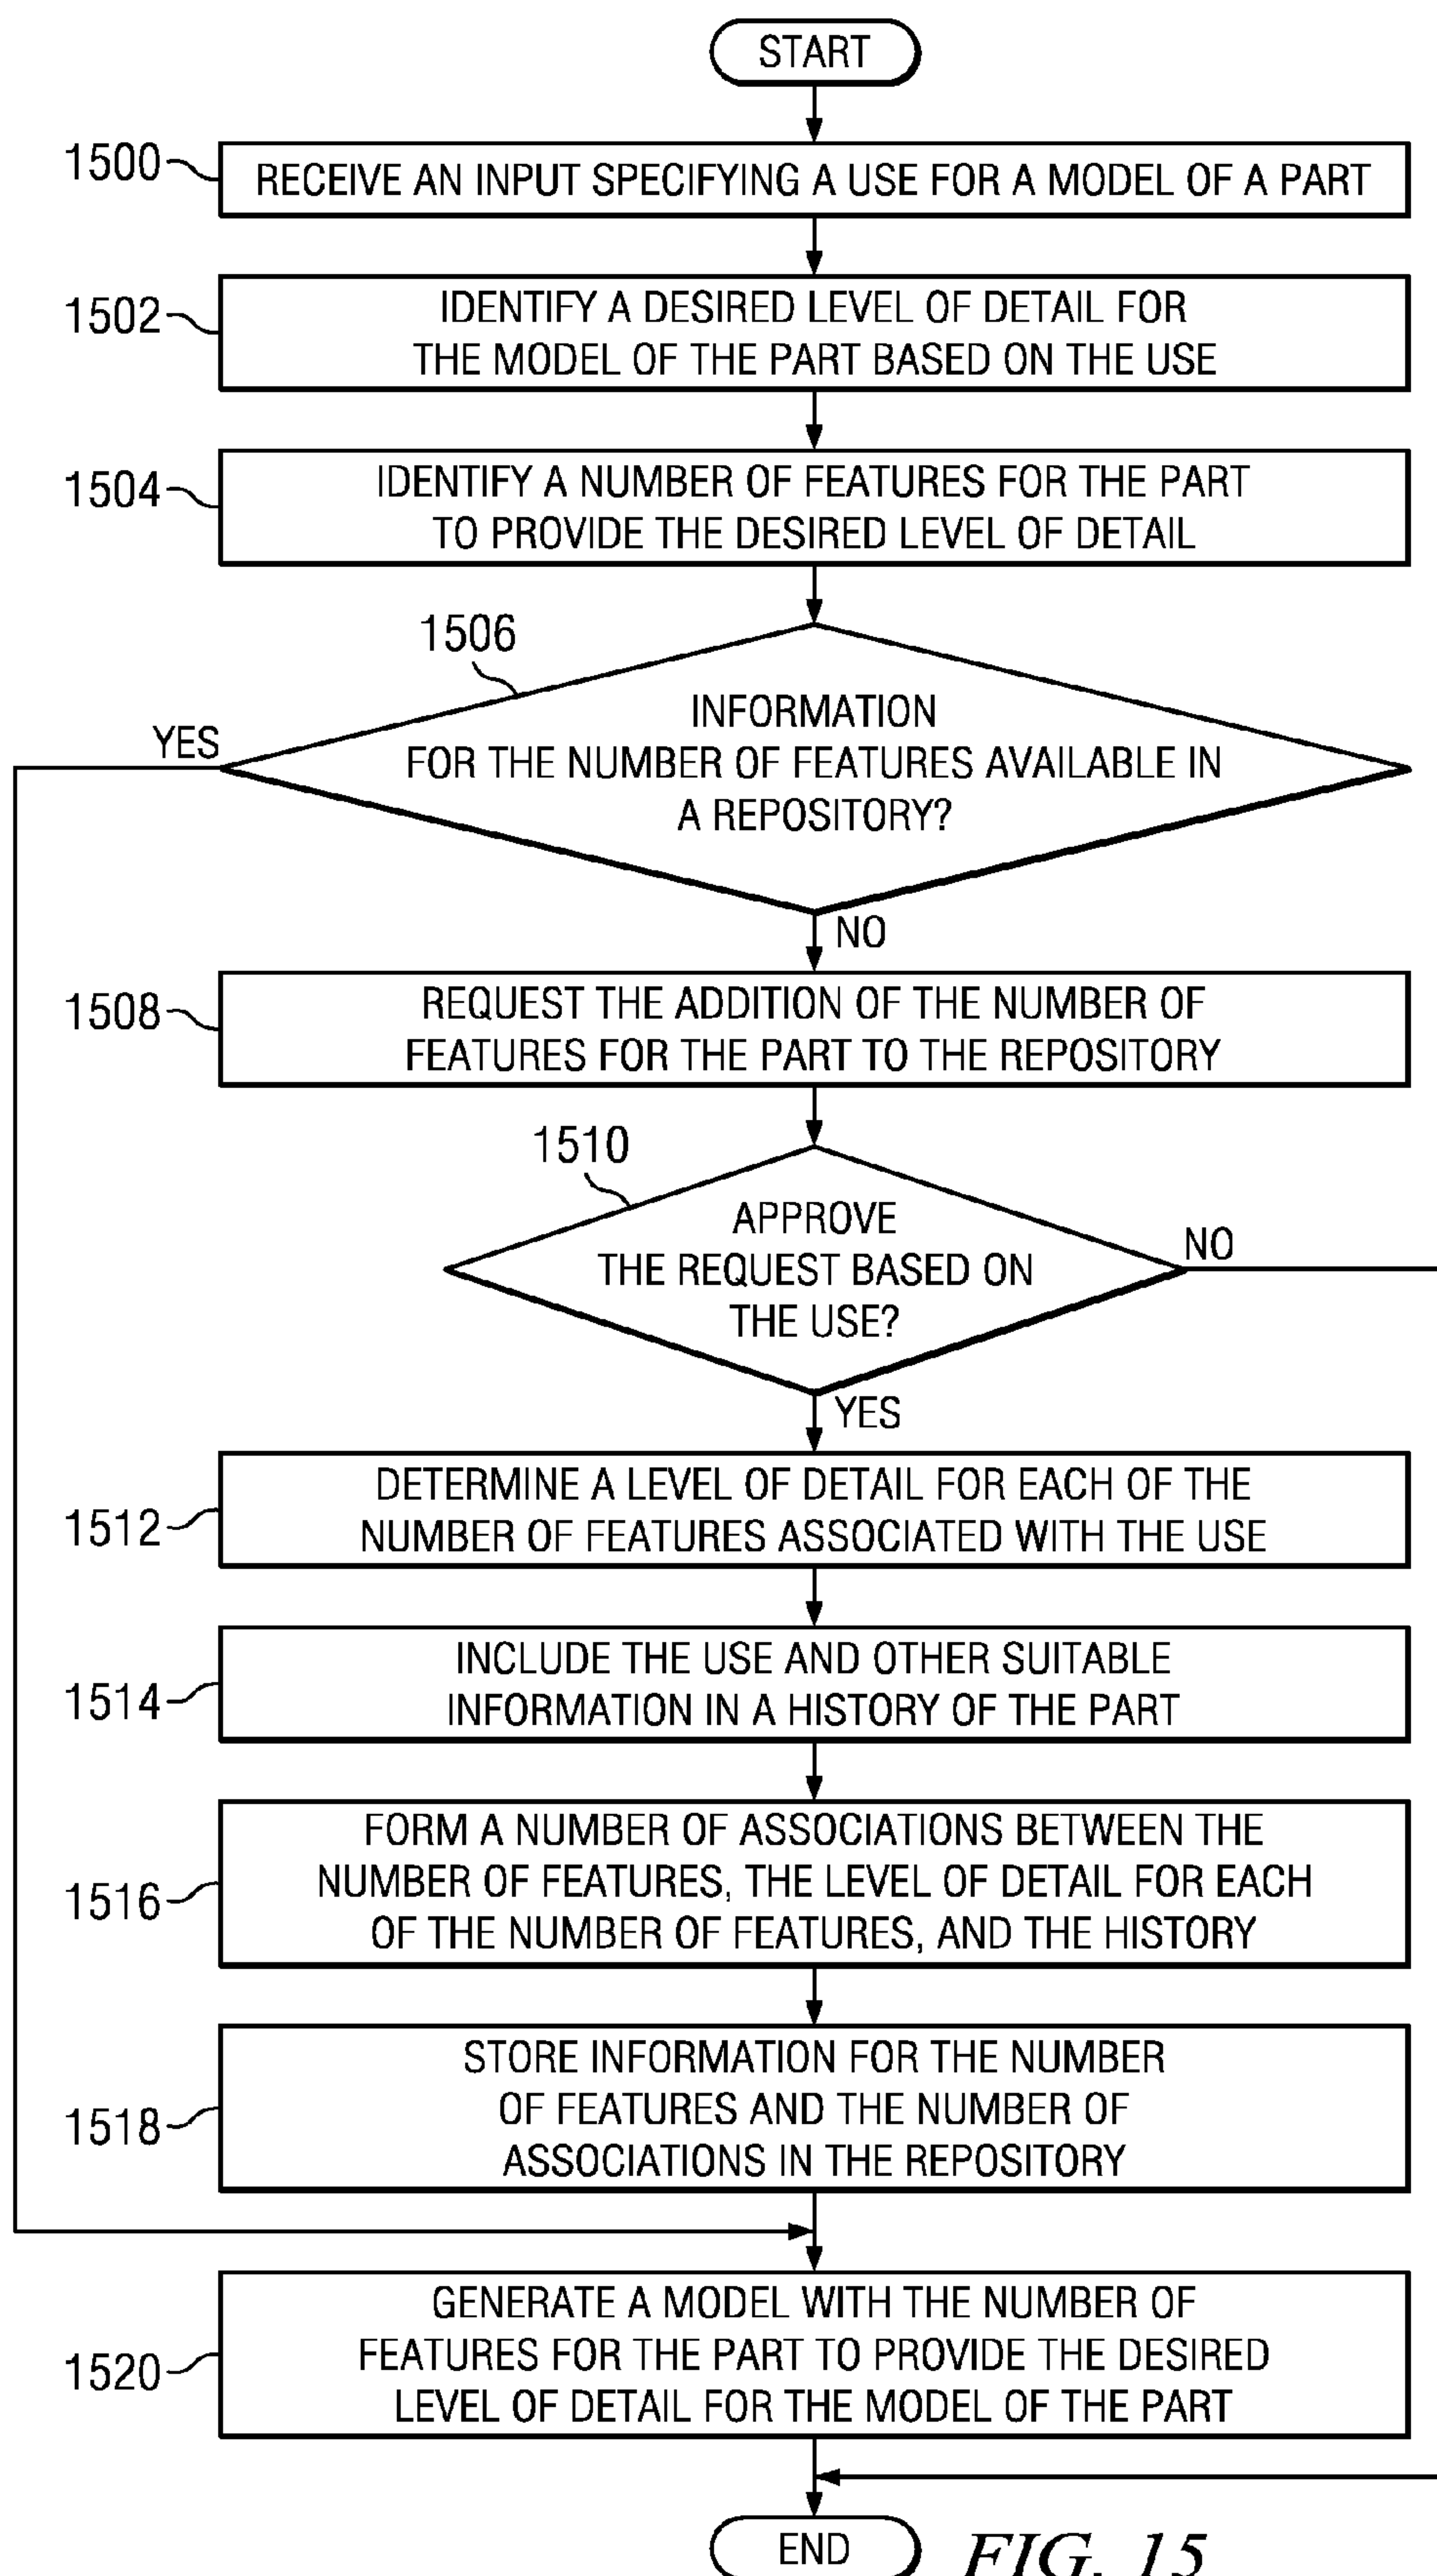 START
1500
RECEIVE AN INPUT SPECIFYING A USE FOR A MODEL OF A PART
1502
IDENTIFY A DESIRED LEVEL OF DETAIL FOR
THE MODEL OF THE PART BASED ON THE USE
1504
IDENTIFY A NUMBER OF FEATURES FOR THE PART
TO PROVIDE THE DESIRED LEVEL OF DETAIL
1506
YES
INFORMATION
FOR THE NUMBER OF FEATURES AVAILABLE IN
A REPOSITORY?
NO
1508
REQUEST THE ADDITION OF THE NUMBER OF
FEATURES FOR THE PART TO THE REPOSITORY
1510
APPROVE
THE REQUEST BASED ON
THE USE?
NO
YES
1512
DETERMINE A LEVEL OF DETAIL FOR EACH OF THE
NUMBER OF FEATURES ASSOCIATED WITH THE USE
1514
INCLUDE THE USE AND OTHER SUITABLE
INFORMATION IN A HISTORY OF THE PART
1516
FORM A NUMBER OF ASSOCIATIONS BETWEEN THE
NUMBER OF FEATURES, THE LEVEL OF DETAIL FOR EACH
OF THE NUMBER OF FEATURES, AND THE HISTORY
1518
STORE INFORMATION FOR THE NUMBER
OF FEATURES AND THE NUMBER OF
ASSOCIATIONS IN THE REPOSITORY
1520
GENERATE A MODEL WITH THE NUMBER OF
FEATURES FOR THE PART TO PROVIDE THE DESIRED
LEVEL OF DETAIL FOR THE MODEL OF THE PART
END
FIG. 15